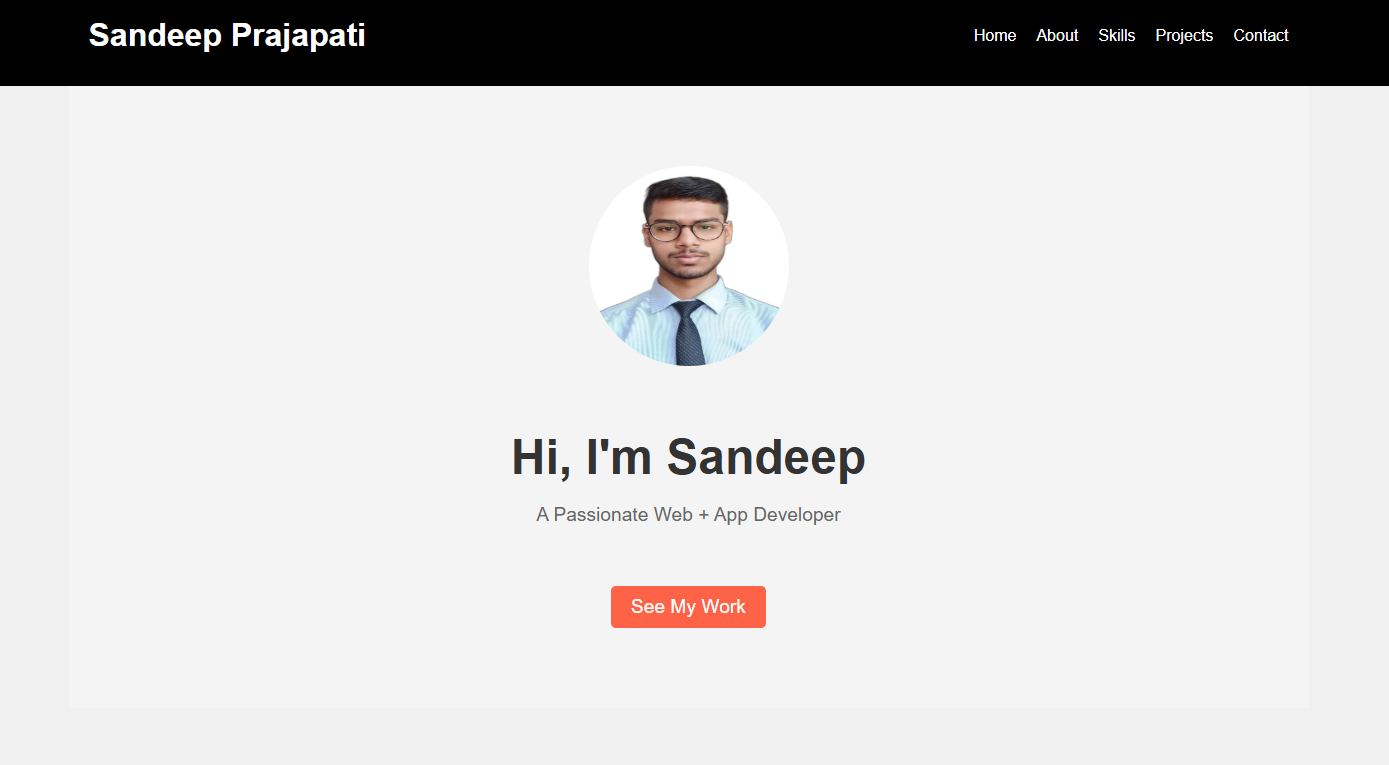 Sandeep Prajapati
Home About Skills Projects Contact
Hi, I'm Sandeep
A Passionate Web + App Developer
See My Work